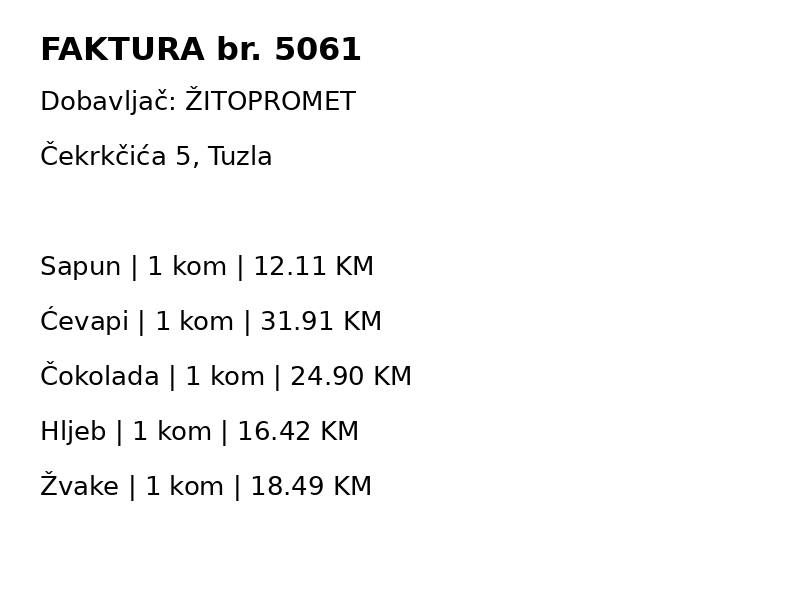 FAKTURA br. 5061
Dobavljač: ŽITOPROMET
Čekrkčića 5, Tuzla
Sapun | 1 kom | 12.11 KM
Ćevapi | 1 kom | 31.91 KM
Čokolada | 1 kom | 24.90 KM
Hljeb | 1 kom | 16.42 KM
Žvake | 1 kom | 18.49 KM